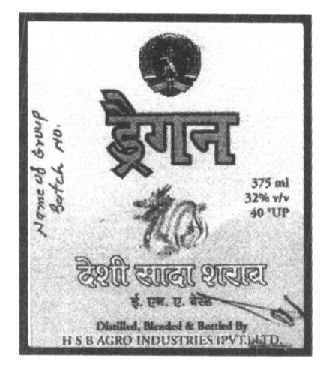 Name of Group
Batch No.
ड्रैगन
375 ml
32% v/v
40 °UP
देशी सादा शराब
ई. एन. ए. बेस्ड
Distilled, Blended & Bottled By
H S B AGRO INDUSTRIES (PVT.) LTD.